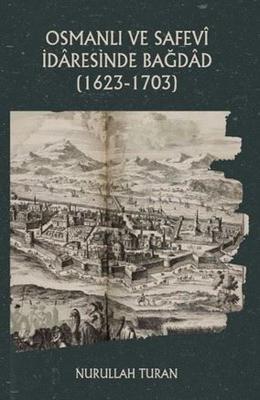 OSMANLI VE SAFEVÎ
İDÂRESİNDE BAĞDÂD
(1623-1703)
NURULLAH TURAN